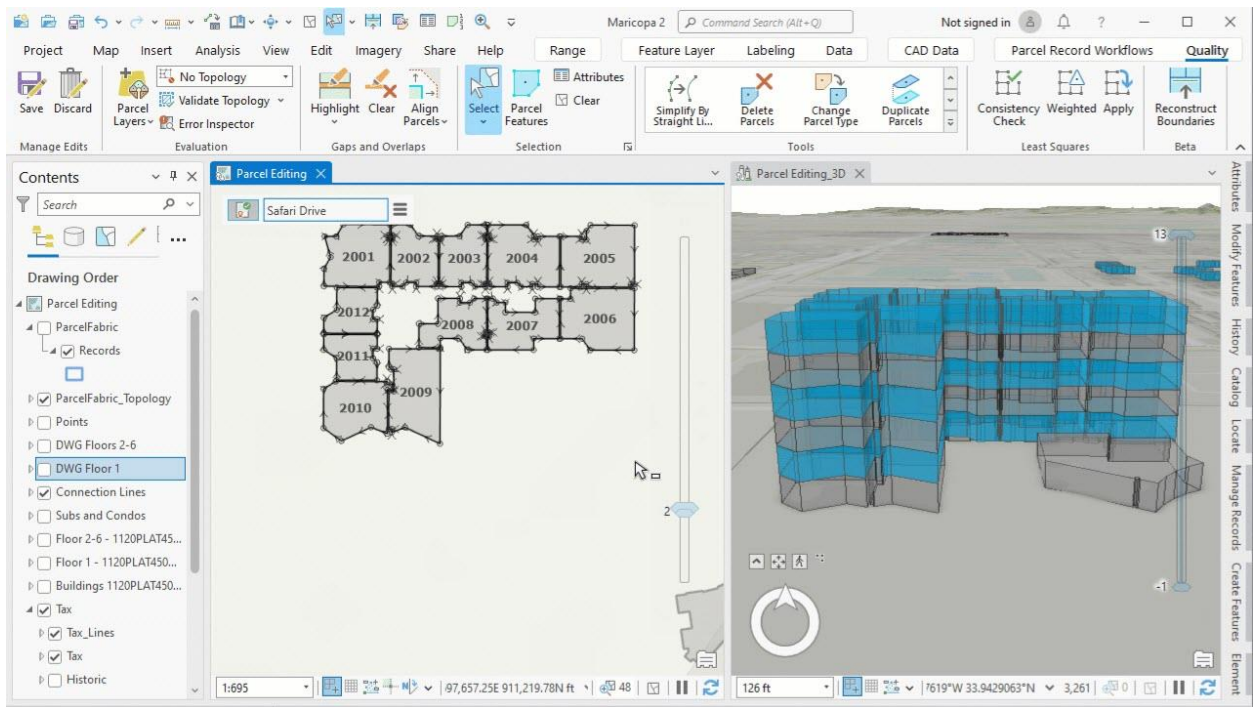 Maricopa 2
Command Search (Alt+Q)
Not signed in
?
Project Map Insert Analysis View Edit Imagery Share Help Range Feature Layer Labeling Data CAD Data Parcel Record Workflows Quality
Save
Discard
Manage Edits
Parcel
Layers
No Topology
Validate Topology
Error Inspector
Evaluation
Highlight
Clear
Align
Parcels
Gaps and Overlaps
Select
Parcel
Features
Attributes
Clear
Selection
Simplify By
Straight Li...
Delete
Parcels
Change
Parcel Type
Duplicate
Parcels
Tools
Consistency
Check
Weighted
Apply
Least Squares
Reconstruct
Boundaries
Beta
Contents
Search
Drawing Order
Parcel Editing
ParcelFabric
Records
ParcelFabric_Topology
Points
DWG Floors 2-6
DWG Floor 1
Connection Lines
Subs and Condos
Floor 2-6 - 1120PLAT45...
Floor 1 - 1120PLAT450...
Buildings 1120PLAT450...
Tax
Tax_Lines
Tax
Historic
Parcel Editing
Safari Drive
2001 2002 2003 2004 2005
2012
2008 2007 2006
2011
2009
2010
2
1:695
97,657.25E 911,219.78N ft
48
Parcel Editing_3D
13
-1
126 ft
7619°W 33.9429063°N
3,261
0
Attributes
Modify Features
History
Catalog
Locate
Manage Records
Create Features
Element